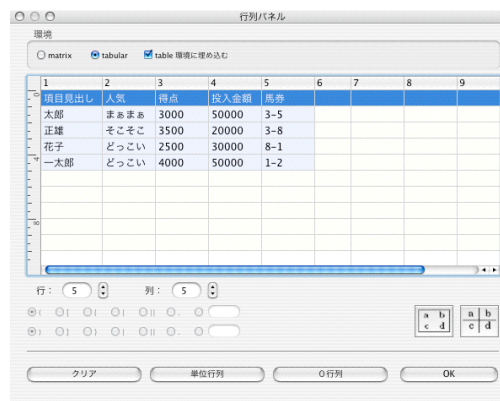 行列パネル
環境
matrix tabular table 環境に埋め込む
1 2 3 4 5 6 7 8 9
項目見出し 人気 得点 投入金額 馬券
太郎 まぁまぁ 3000 50000 3-5
正雄 そこそこ 3500 20000 3-8
花子 どっこい 2500 30000 8-1
一太郎 どっこい 4000 50000 1-2
行： 5 列： 5
( [ { | || .
) ] } | || .
a b a b
c d c d
クリア 単位行列 0行列 OK